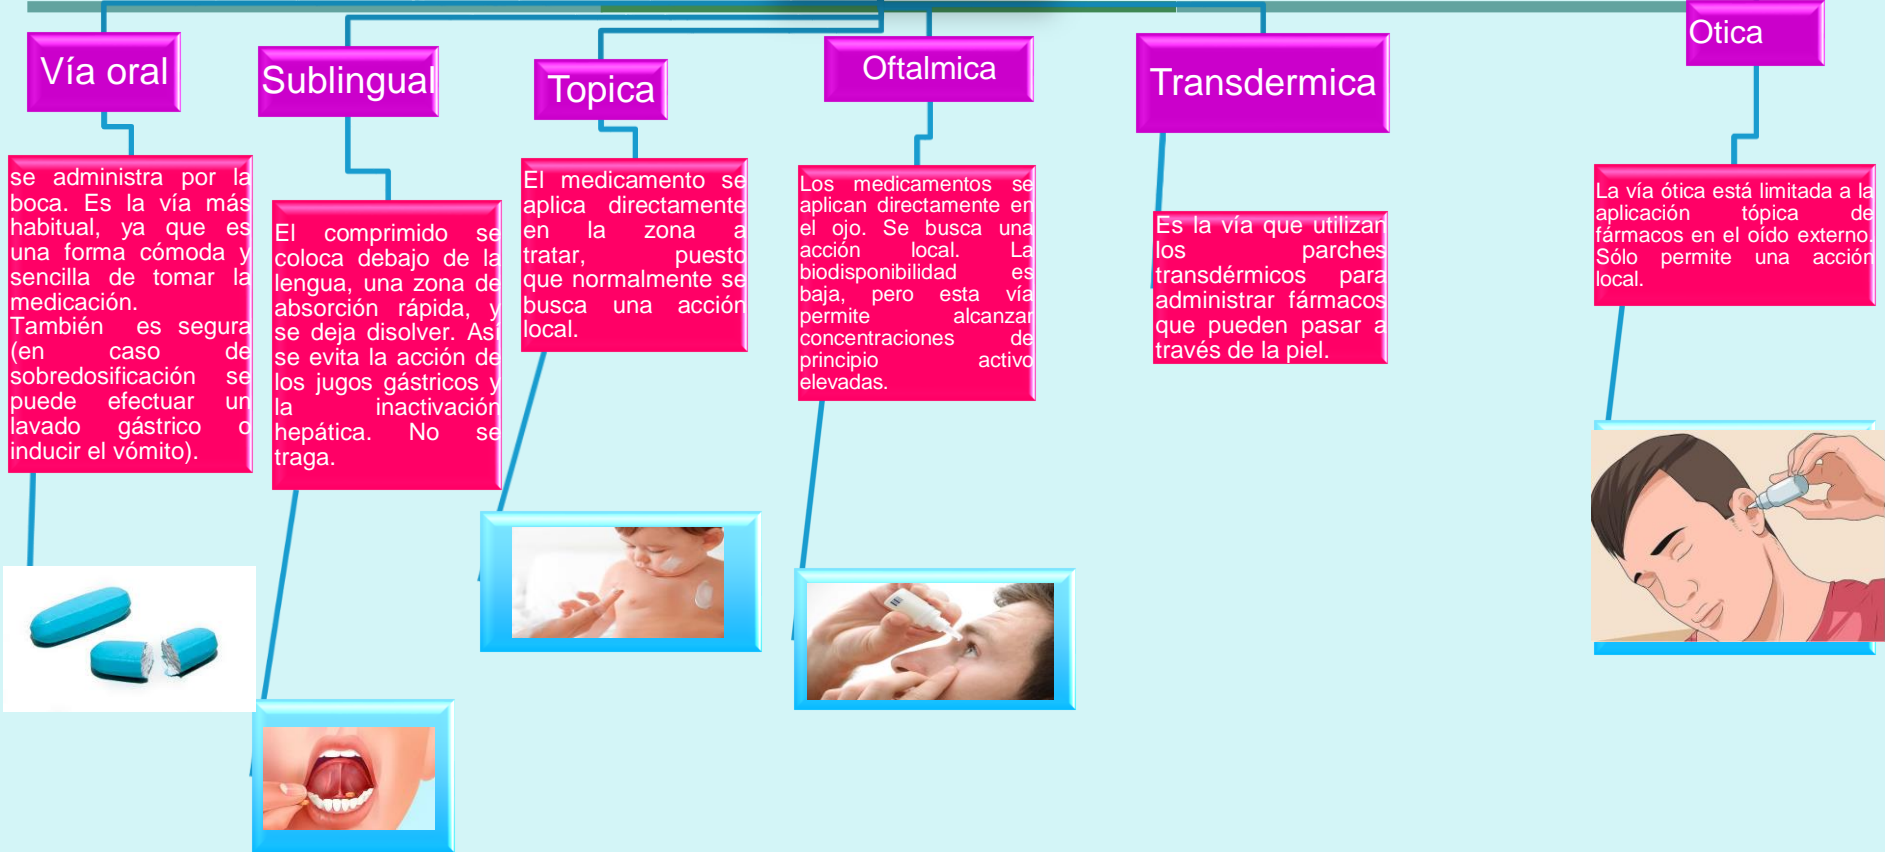 Vía oral
se administra por la
boca. Es la vía más
habitual, ya que es
una forma cómoda y
sencilla de tomar la
medicación.
También es segura
(en caso de
sobredosificación se
puede efectuar un
lavado gástrico o
inducir el vómito).
Sublingual
El comprimido se
coloca debajo de la
lengua, una zona de
absorción rápida, y
se deja disolver. Así
se evita la acción de
los jugos gástricos y
la inactivación
hepática. No se
traga.
Topica
El medicamento se
aplica directamente
en la zona a
tratar, puesto
que normalmente se
busca una acción
local.
Oftalmica
Los medicamentos se
aplican directamente en
el ojo. Se busca una
acción local. La
biodisponibilidad es
baja, pero esta vía
permite alcanzar
concentraciones de
principio activo
elevadas.
Transdermica
Es la vía que utilizan
los parches
transdérmicos para
administrar fármacos
que pueden pasar a
través de la piel.
Otica
La vía ótica está limitada a la
aplicación tópica de
fármacos en el oído externo.
Sólo permite una acción
local.